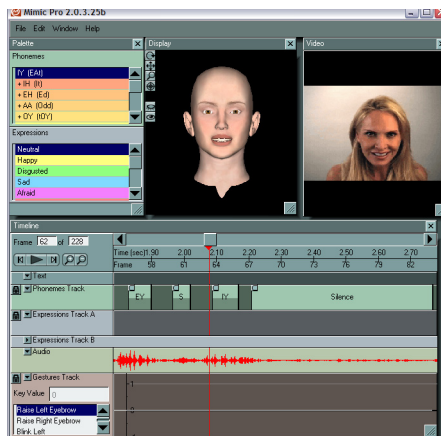 Mimic Pro 2.0.3.25b
File Edit Window Help
Palette
Display
Video
Phonemes
IY (EAt)
+ IH (It)
+ EH (Ed)
+ AA (Odd)
+ OY (tOY)
Expressions
Neutral
Happy
Disgusted
Sad
Afraid
Timeline
Frame 62 of 228
Time (sec) 1.90 2.00 2.10 2.20 2.30 2.40 2.50 2.60 2.70
Frame 58 61 64 67 70 73 76 79 82
Text
Phonemes Track
EY S IY Silence
Expressions Track A
Expressions Track B
Audio
Gestures Track
Key Value 0
1
0
Raise Left Eyebrow
Raise Right Eyebrow
Blink Left